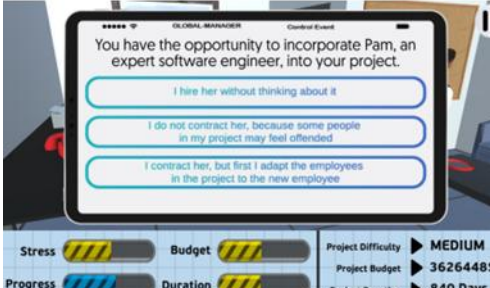 GLOBAL-MANAGER
Control Event
You have the opportunity to incorporate Pam, an
expert software engineer, into your project.
I hire her without thinking about it
I do not contract her, because some people
in my project may feel offended
I contract her, but first I adapt the employees
in the project to the new employee
Stress
Budget
Project Difficulty
MEDIUM
Project Budget
36264485
Progress
Duration
840 Days